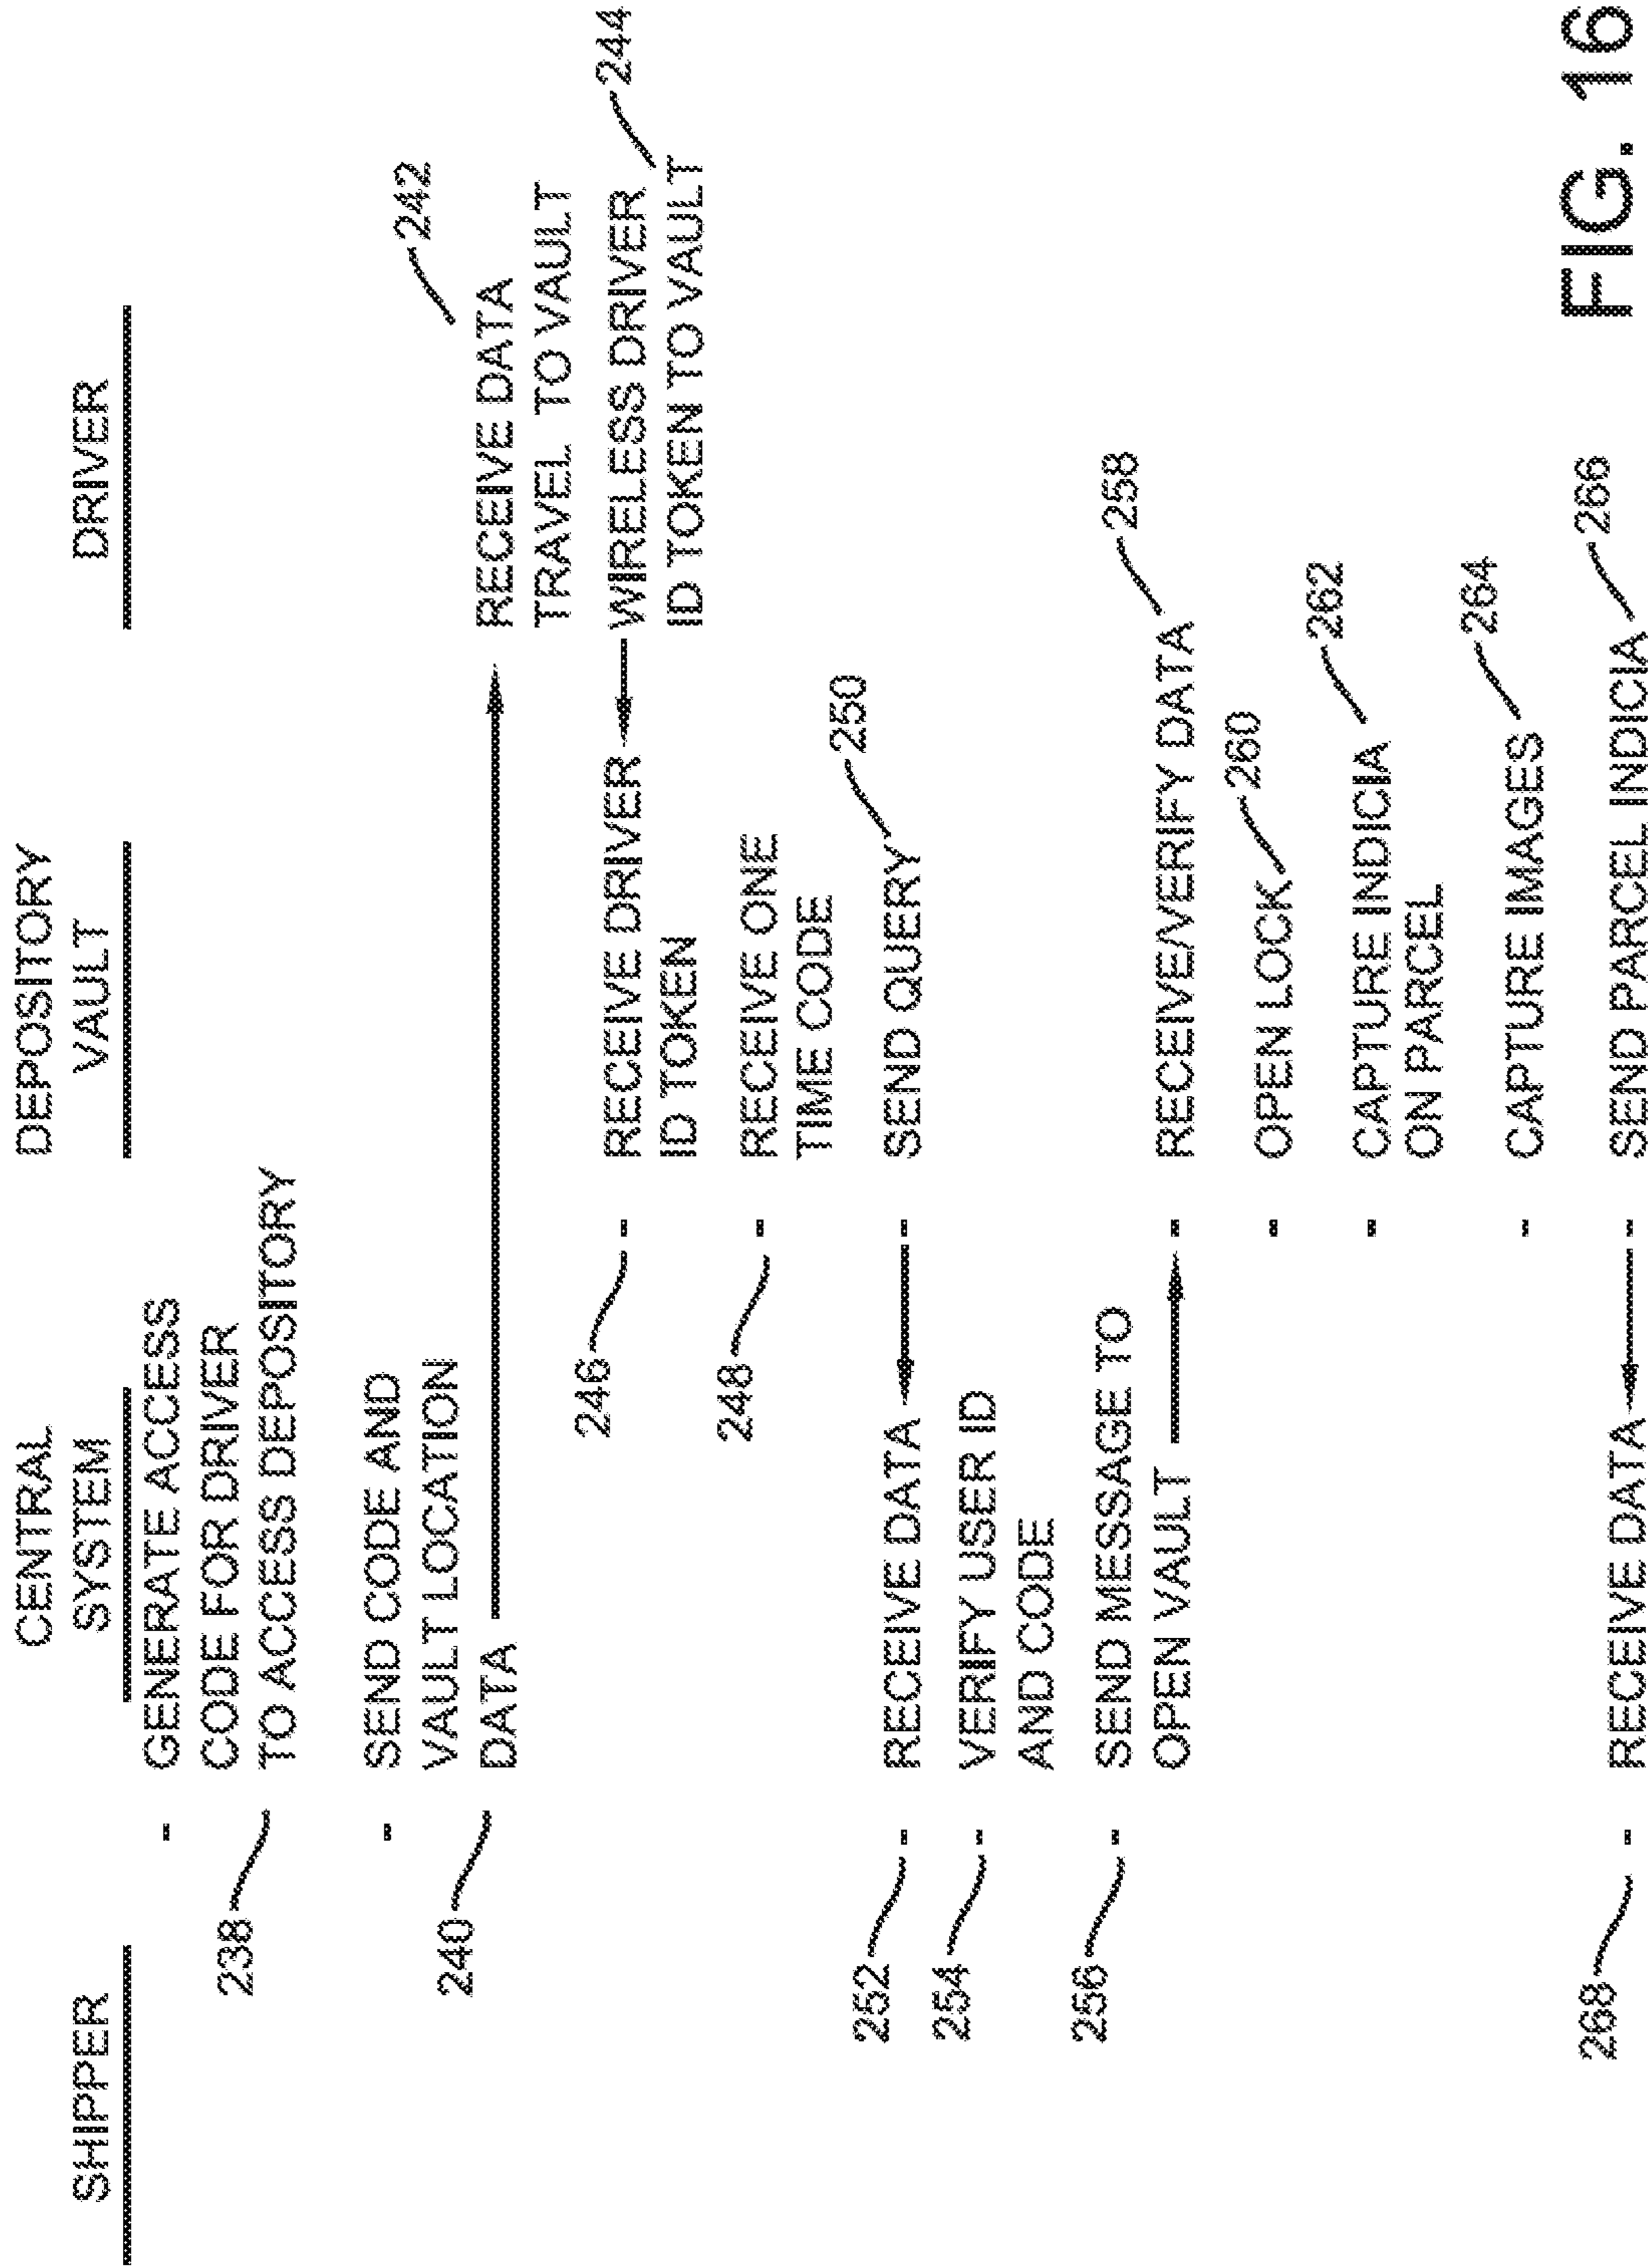 SHIPPER
CENTRAL
SYSTEM
DEPOSITORY
VAULT
DRIVER
238
- GENERATE ACCESS
CODE FOR DRIVER
TO ACCESS DEPOSITORY
240
- SEND CODE AND
VAULT LOCATION
DATA
242
RECEIVE DATA
TRAVEL TO VAULT
244
WIRELESS DRIVER
ID TOKEN TO VAULT
246
- RECEIVE DRIVER
ID TOKEN
248
- RECEIVE ONE
TIME CODE
250
- SEND QUERY
252
- RECEIVE DATA
254
- VERIFY USER ID
AND CODE
256
- SEND MESSAGE TO
OPEN VAULT
258
- RECEIVE/VERIFY DATA
260
- OPEN LOCK
262
- CAPTURE INDICIA
ON PARCEL
264
- CAPTURE IMAGES
266
- SEND PARCEL INDICIA
268
- RECEIVE DATA
FIG. 16